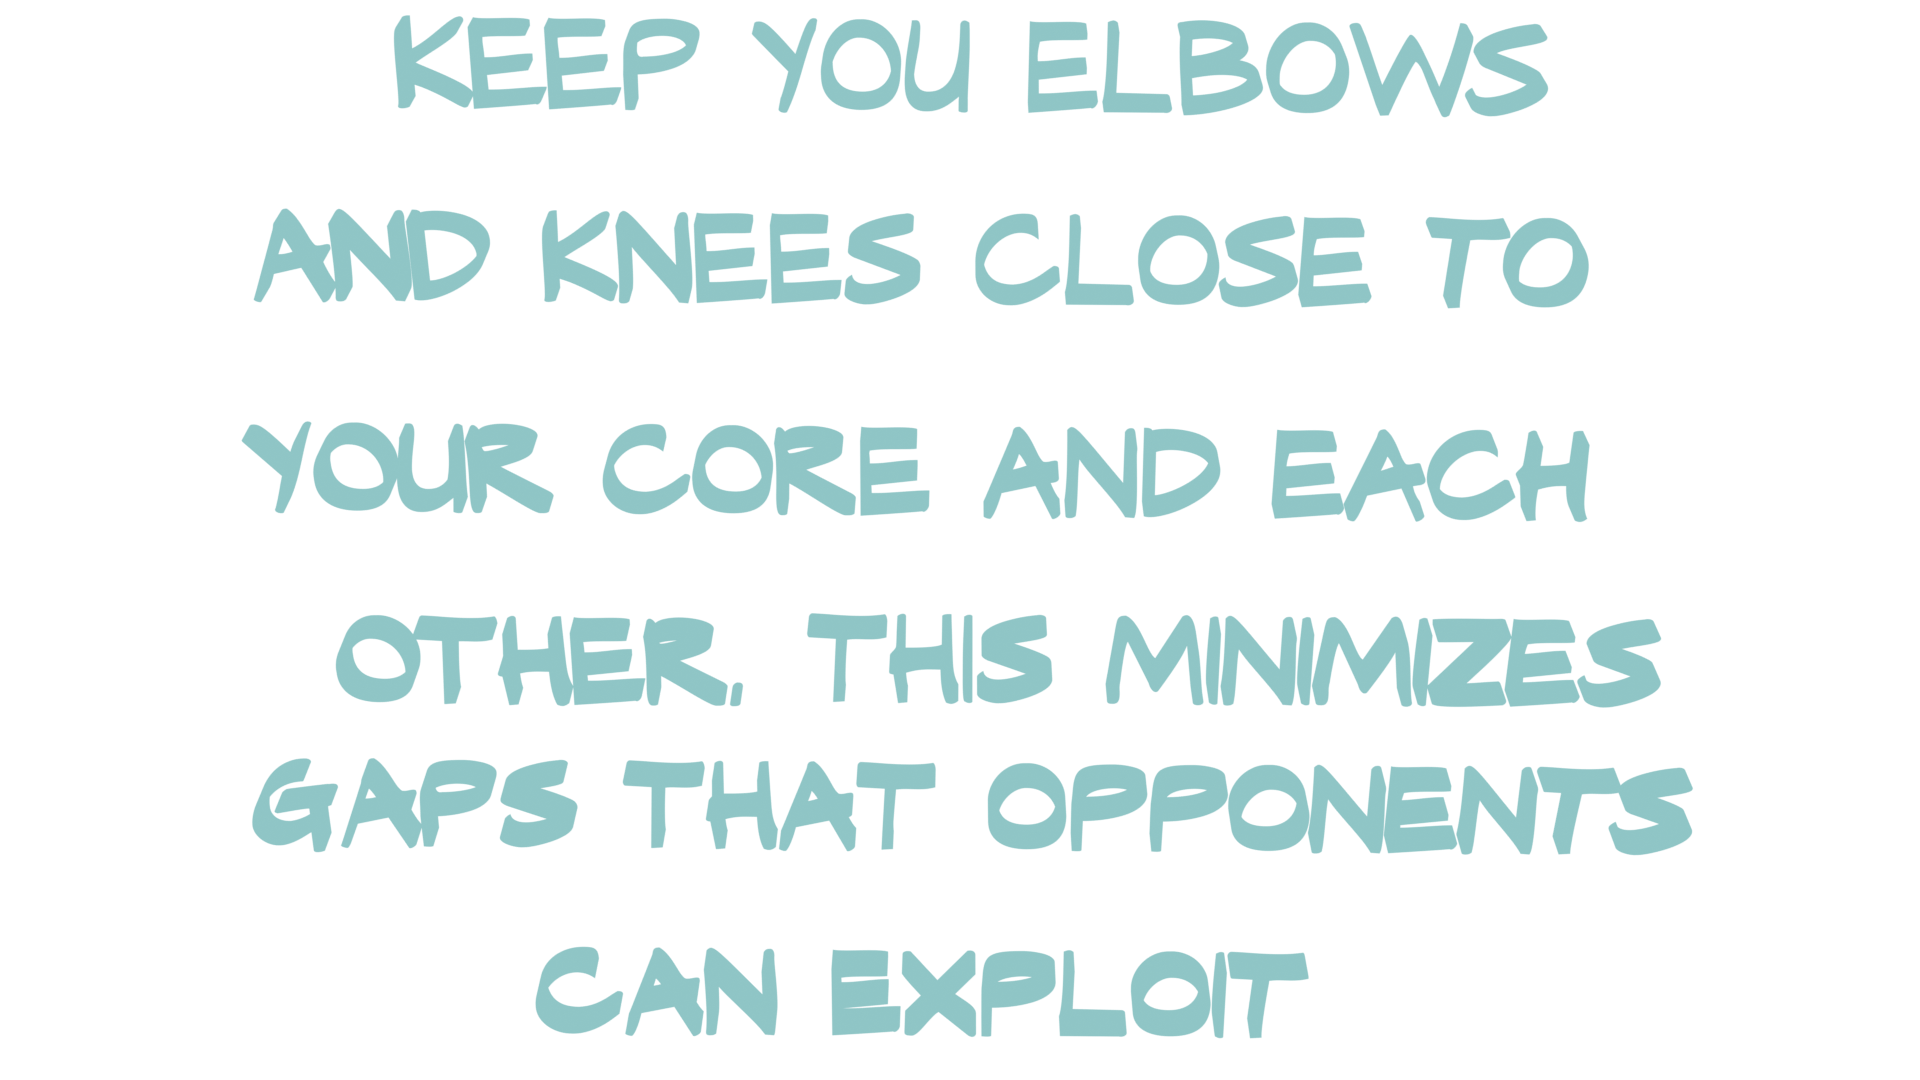 KEEP YOU ELBOWS
AND KNEES CLOSE TO
YOUR CORE AND EACH
OTHER, THIS MINIMIZES
GAPS THAT OPPONENTS
CAN EXPLOIT